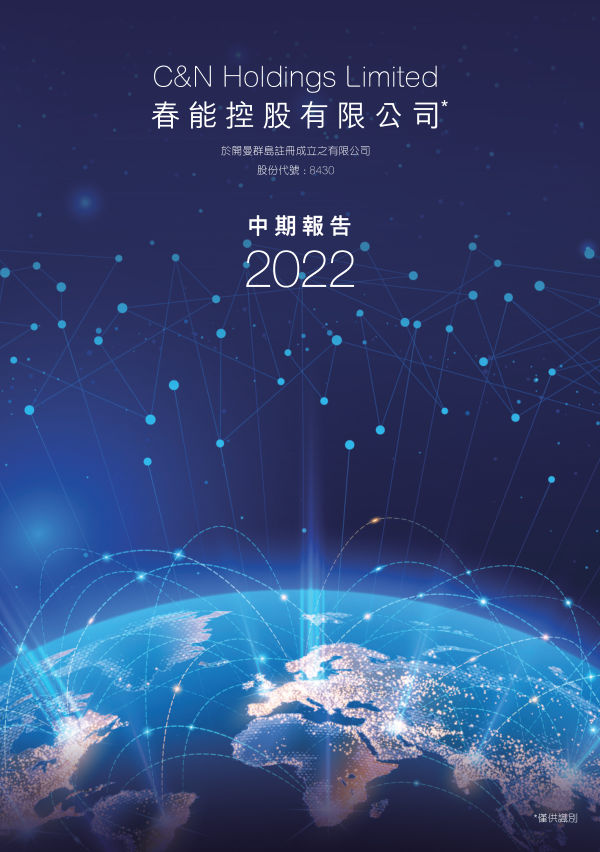 C&N Holdings Limited
春能控股有限公司*
於開曼群島註冊成立之有限公司
股份代號：8430
中期報告
2022
*僅供識別